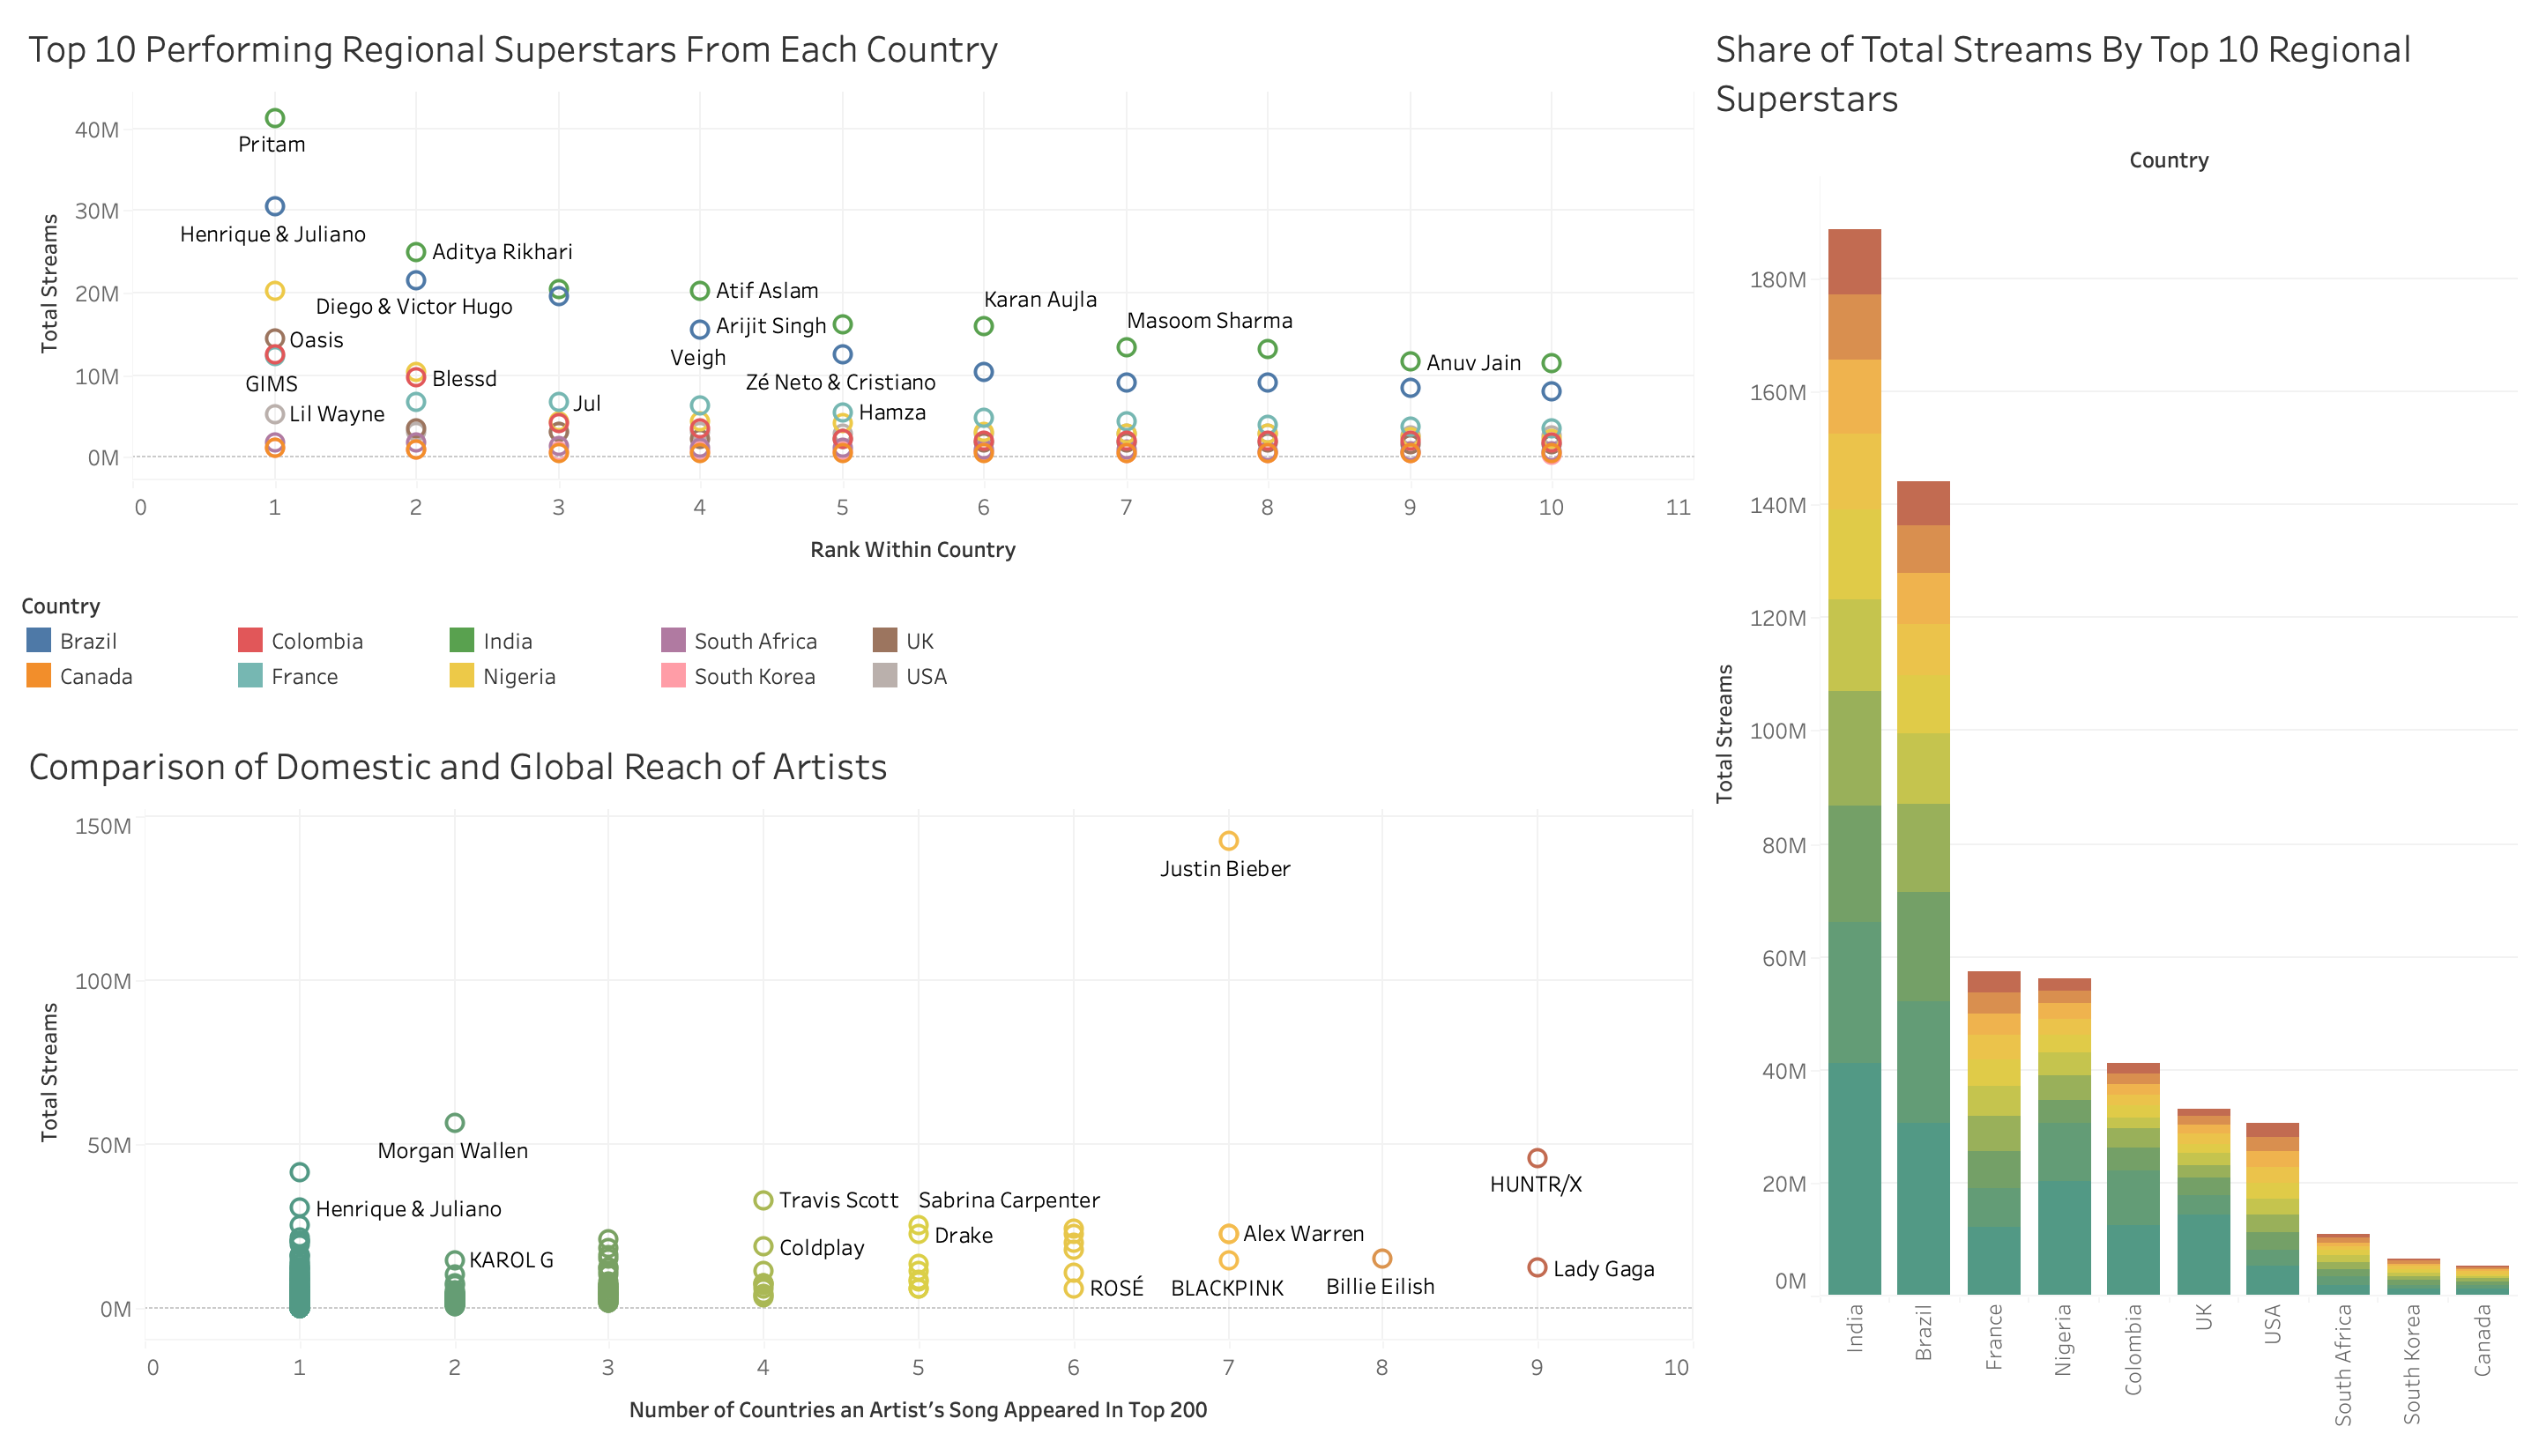 Top 10 Performing Regional Superstars From Each Country
Total Streams
40M
30M
20M
10M
0M
Pritam
Henrique & Juliano
Aditya Rikhari
Diego & Victor Hugo
Oasis
GIMS
Lil Wayne
Blessd
Jul
Atif Aslam
Arijit Singh
Veigh
Zé Neto & Cristiano
Hamza
Karan Aujla
Masoom Sharma
Anuv Jain
0 1 2 3 4 5 6 7 8 9 10 11
Rank Within Country
Country
Brazil Colombia India South Africa UK
Canada France Nigeria South Korea USA
Comparison of Domestic and Global Reach of Artists
Total Streams
150M
100M
50M
0M
Justin Bieber
Morgan Wallen
Henrique & Juliano
KAROL G
Travis Scott
Sabrina Carpenter
Coldplay
Drake
ROSÉ
Alex Warren
BLACKPINK
Billie Eilish
HUNTR/X
Lady Gaga
0 1 2 3 4 5 6 7 8 9 10
Number of Countries an Artist's Song Appeared In Top 200
Share of Total Streams By Top 10 Regional
Superstars
Country
Total Streams
180M
160M
140M
120M
100M
80M
60M
40M
20M
0M
India
Brazil
France
Nigeria
Colombia
UK
USA
South Africa
South Korea
Canada